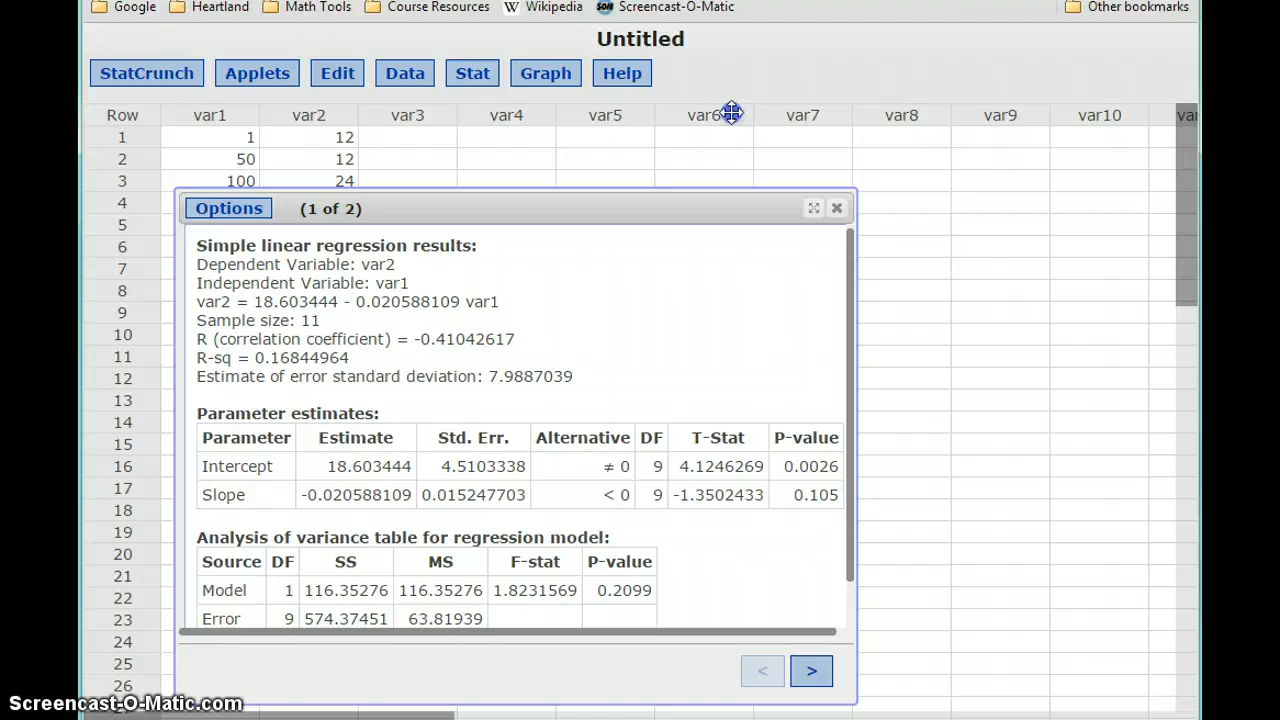 Google Heartland Math Tools Course Resources W Wikipedia SOM Screencast-O-Matic Other bookmarks
Untitled
StatCrunch Applets Edit Data Stat Graph Help
Row var1 var2 var3 var4 var5 var6 var7 var8 var9 var10 va
1 1 12
2 50 12
3 100 24
4
5
6
7
8
9
10
11
12
13
14
15
16
17
18
19
20
21
22
23
24
25
26
Options (1 of 2)
Simple linear regression results:
Dependent Variable: var2
Independent Variable: var1
var2 = 18.603444 - 0.020588109 var1
Sample size: 11
R (correlation coefficient) = -0.41042617
R-sq = 0.16844964
Estimate of error standard deviation: 7.9887039
Parameter estimates:
Parameter Estimate Std. Err. Alternative DF T-Stat P-value
Intercept 18.603444 4.5103338 ≠ 0 9 4.1246269 0.0026
Slope -0.020588109 0.015247703 < 0 9 -1.3502433 0.105
Analysis of variance table for regression model:
Source DF SS MS F-stat P-value
Model 1 116.35276 116.35276 1.8231569 0.2099
Error 9 574.37451 63.81939
< >
Screencast-O-Matic.com